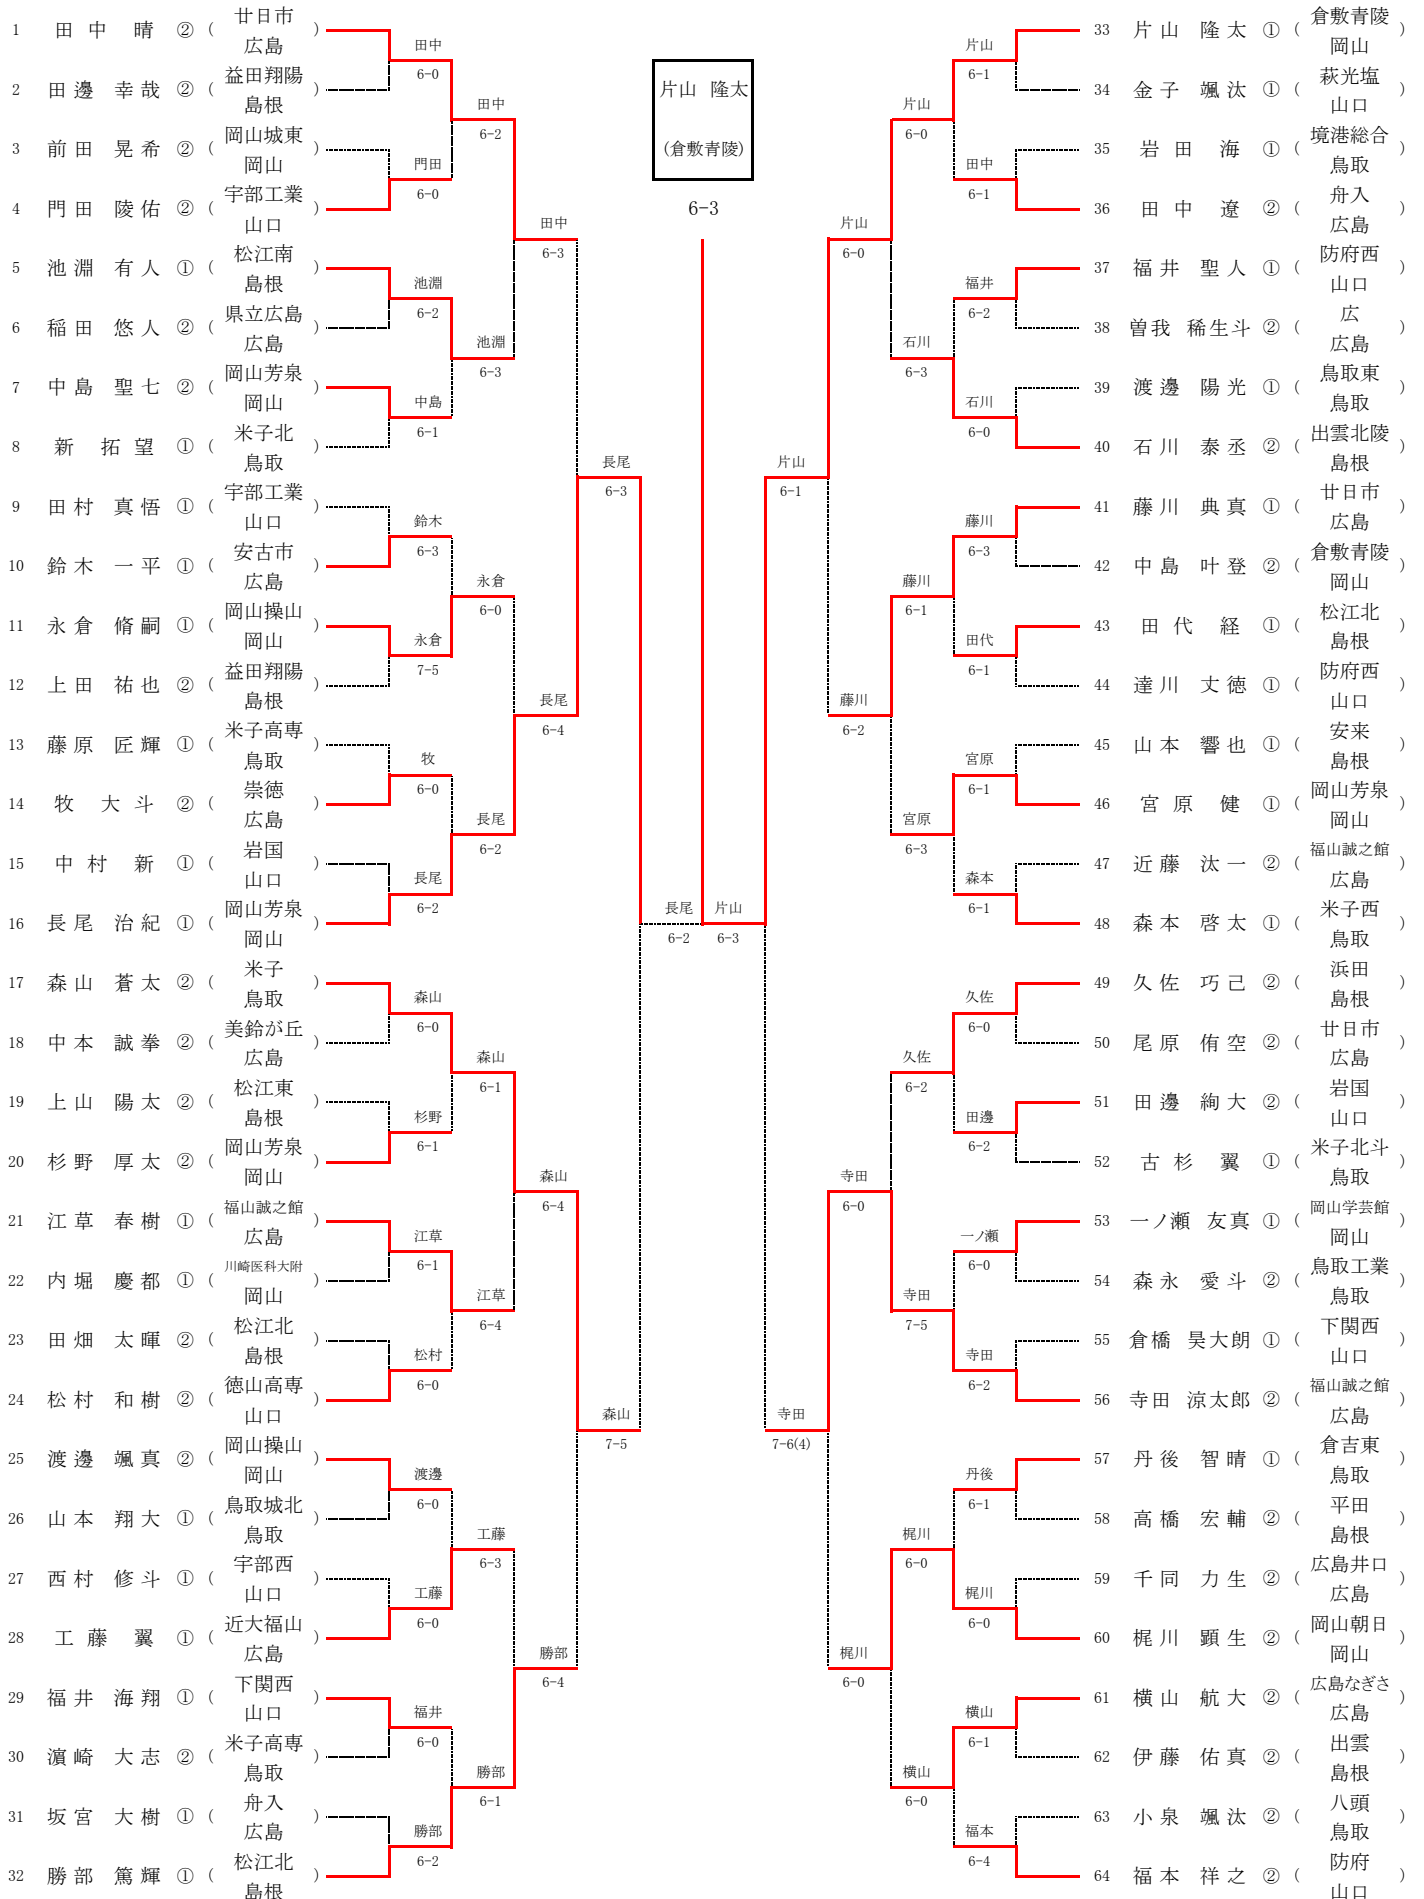 片山 隆太
(倉敷青陵)
6-3
1 田中 晴 ② ( 廿日市 広島 )
2 田邊 幸哉 ② ( 益田翔陽 島根 )
3 前田 晃希 ② ( 岡山城東 岡山 )
4 門田 陵佑 ② ( 宇部工業 山口 )
5 池淵 有人 ① ( 松江南 島根 )
6 稲田 悠人 ② ( 県立広島 広島 )
7 中島 聖七 ② ( 岡山芳泉 岡山 )
8 新 拓望 ① ( 米子北 鳥取 )
9 田村 真悟 ① ( 宇部工業 山口 )
10 鈴木 一平 ① ( 安古市 広島 )
11 永倉 脩嗣 ① ( 岡山操山 岡山 )
12 上田 祐也 ② ( 益田翔陽 島根 )
13 藤原 匠輝 ① ( 米子高専 鳥取 )
14 牧 大斗 ② ( 崇徳 広島 )
15 中村 新 ① ( 岩国 山口 )
16 長尾 治紀 ① ( 岡山芳泉 岡山 )
17 森山 蒼太 ② ( 米子 鳥取 )
18 中本 誠拳 ② ( 美鈴が丘 広島 )
19 上山 陽太 ② ( 松江東 島根 )
20 杉野 厚太 ② ( 岡山芳泉 岡山 )
21 江草 春樹 ① ( 福山誠之館 広島 )
22 内堀 慶都 ① ( 川崎医科大附 岡山 )
23 田畑 太暉 ② ( 松江北 島根 )
24 松村 和樹 ② ( 徳山高専 山口 )
25 渡邊 颯真 ② ( 岡山操山 岡山 )
26 山本 翔大 ① ( 鳥取城北 鳥取 )
27 西村 修斗 ① ( 宇部西 山口 )
28 工藤 翼 ① ( 近大福山 広島 )
29 福井 海翔 ① ( 下関西 山口 )
30 濵崎 大志 ② ( 米子高専 鳥取 )
31 坂宮 大樹 ① ( 舟入 広島 )
32 勝部 篤輝 ① ( 松江北 島根 )
田中
6-0
門田
6-0
池淵
6-2
中島
6-1
鈴木
6-3
永倉
7-5
牧
6-0
長尾
6-2
森山
6-0
杉野
6-1
江草
6-1
松村
6-0
渡邊
6-0
工藤
6-0
福井
6-0
勝部
6-2
田中
6-2
池淵
6-3
永倉
6-0
長尾
6-2
森山
6-1
江草
6-4
工藤
6-3
勝部
6-1
田中
6-3
長尾
6-4
森山
6-4
勝部
6-4
長尾
6-3
森山
7-5
長尾
6-2
片山
6-3
片山
6-1
寺田
7-6(4)
片山
6-0
藤川
6-2
寺田
6-0
梶川
6-0
片山
6-0
石川
6-3
藤川
6-1
宮原
6-3
久佐
6-2
寺田
7-5
梶川
6-0
横山
6-0
片山
6-1
田中
6-1
福井
6-2
石川
6-0
藤川
6-3
田代
6-1
宮原
6-1
森本
6-1
久佐
6-0
田邊
6-2
一ノ瀬
6-0
寺田
6-2
丹後
6-1
梶川
6-0
横山
6-1
福本
6-4
33 片山 隆太 ① ( 倉敷青陵 岡山 )
34 金子 颯汰 ① ( 萩光塩 山口 )
35 岩田 海 ① ( 境港総合 鳥取 )
36 田中 遼 ② ( 舟入 広島 )
37 福井 聖人 ① ( 防府西 山口 )
38 曽我 稀生斗 ② ( 広 広島 )
39 渡邊 陽光 ① ( 鳥取東 鳥取 )
40 石川 泰丞 ② ( 出雲北陵 島根 )
41 藤川 典真 ① ( 廿日市 広島 )
42 中島 叶登 ② ( 倉敷青陵 岡山 )
43 田代 経 ① ( 松江北 島根 )
44 達川 丈徳 ① ( 防府西 山口 )
45 山本 響也 ① ( 安来 島根 )
46 宮原 健 ① ( 岡山芳泉 岡山 )
47 近藤 汰一 ② ( 福山誠之館 広島 )
48 森本 啓太 ① ( 米子西 鳥取 )
49 久佐 巧己 ② ( 浜田 島根 )
50 尾原 侑空 ② ( 廿日市 広島 )
51 田邊 絢大 ② ( 岩国 山口 )
52 古杉 翼 ① ( 米子北斗 鳥取 )
53 一ノ瀬 友真 ① ( 岡山学芸館 岡山 )
54 森永 愛斗 ② ( 鳥取工業 鳥取 )
55 倉橋 昊大朗 ① ( 下関西 山口 )
56 寺田 涼太郎 ② ( 福山誠之館 広島 )
57 丹後 智晴 ① ( 倉吉東 鳥取 )
58 高橋 宏輔 ② ( 平田 島根 )
59 千同 力生 ② ( 広島井口 広島 )
60 梶川 顕生 ② ( 岡山朝日 岡山 )
61 横山 航大 ② ( 広島なぎさ 広島 )
62 伊藤 佑真 ② ( 出雲 島根 )
63 小泉 颯汰 ② ( 八頭 鳥取 )
64 福本 祥之 ② ( 防府 山口 )